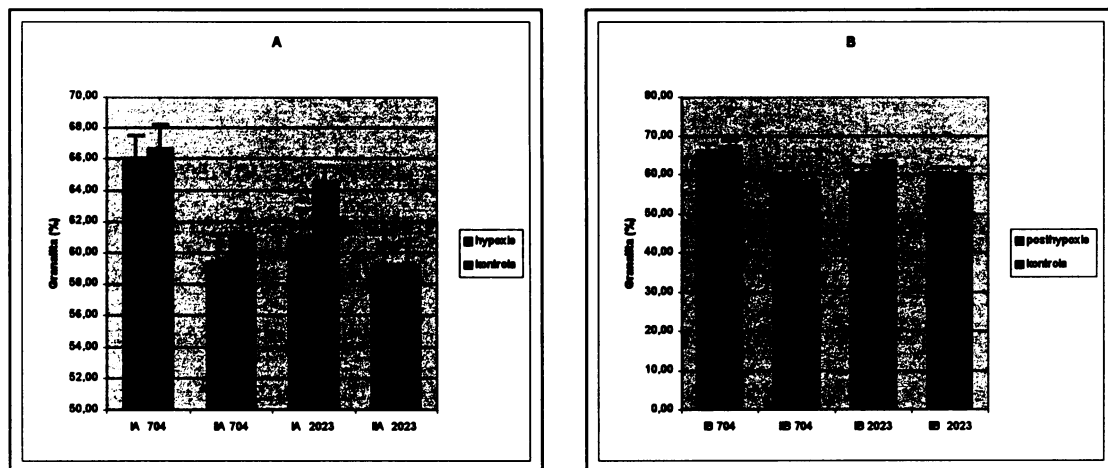 A
70,00
68,00
66,00
64,00
62,00
60,00
58,00
56,00
54,00
52,00
50,00
Granalita (%)
IA 704
IIA 704
IA 2023
IIA 2023
hypoxie
kontrola
B
80,00
70,00
60,00
50,00
40,00
30,00
20,00
10,00
0,00
Granalita (%)
IB 704
IIB 704
IB 2023
IIB 2023
posthypoxie
kontrola